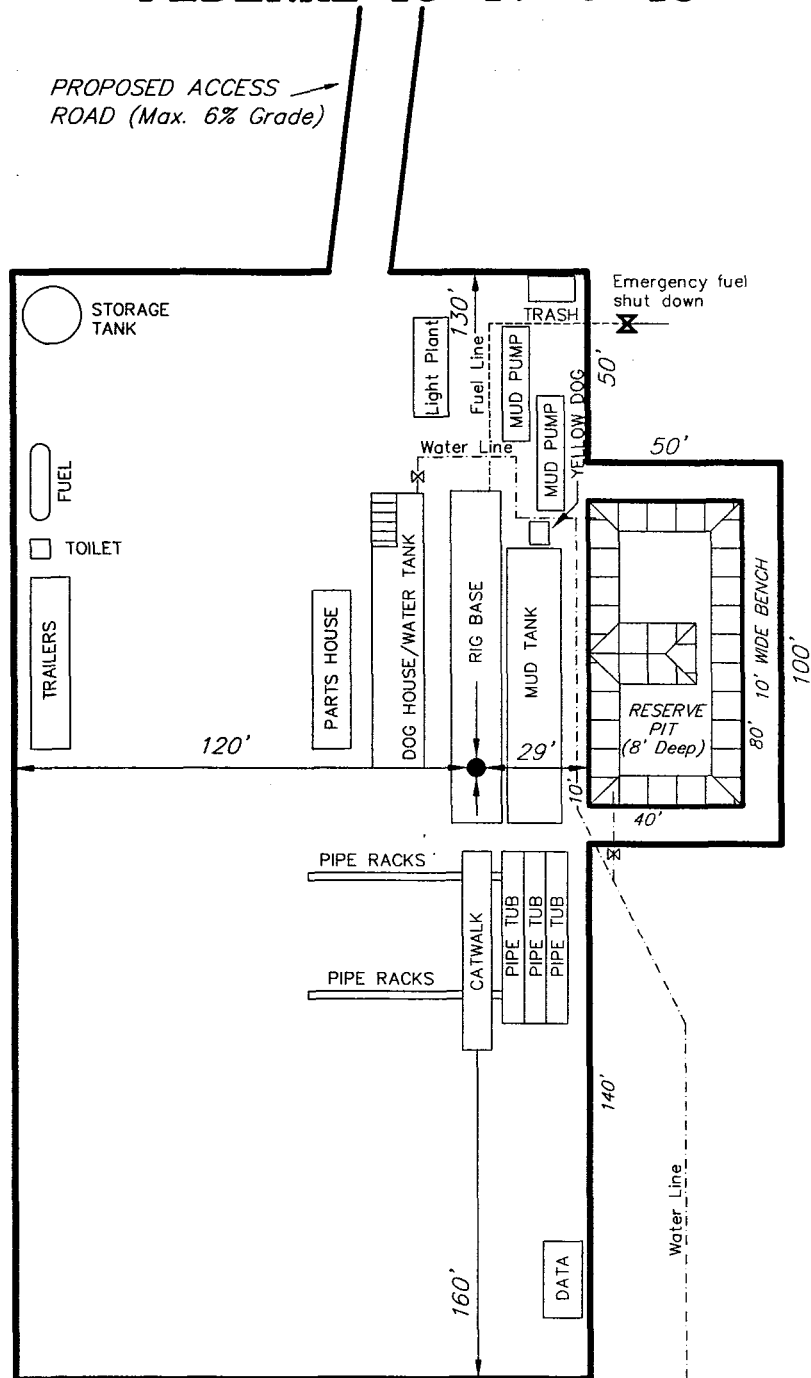 PROPOSED ACCESS
ROAD (Max. 6% Grade)
STORAGE
TANK
Light Plant
130'
Fuel Line
TRASH
Emergency fuel
shut down
50'
MUD PUMP
MUD PUMP
YELLOW DOG
50'
Water Line
FUEL
TOILET
TRAILERS
PARTS HOUSE
DOG HOUSE/WATER TANK
RIG BASE
MUD TANK
RESERVE
PIT
(8' Deep)
80'
10' WIDE BENCH
100'
120'
29'
10'
40'
PIPE RACKS
PIPE RACKS
CATWALK
PIPE TUB
PIPE TUB
PIPE TUB
140'
Water Line
160'
DATA